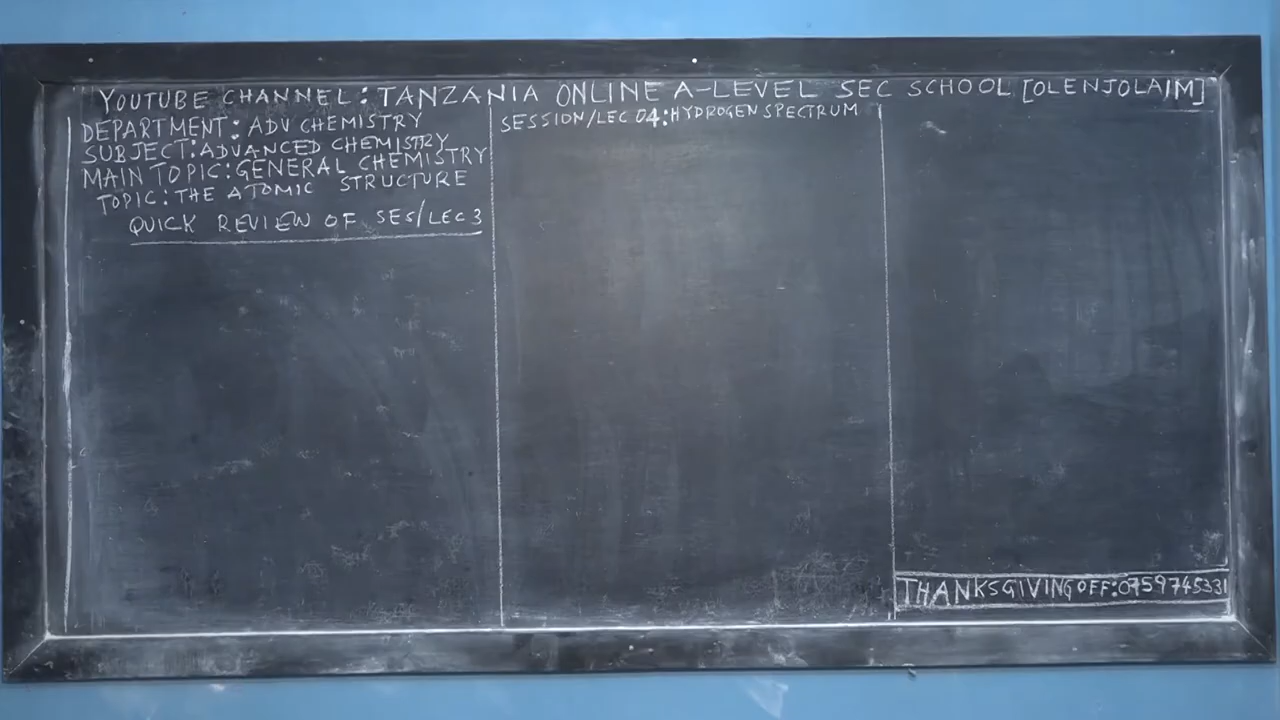 YOUTUBE CHANNEL: TANZANIA ONLINE A-LEVEL SEC SCHOOL [OLENJOLAIM]
DEPARTMENT: ADV CHEMISTRY
SUBJECT: ADVANCED CHEMISTRY
MAIN TOPIC: GENERAL CHEMISTRY
TOPIC: THE ATOMIC STRUCTURE
QUICK REVIEW OF SES/LEC 3
SESSION/LEC 04: HYDROGEN SPECTRUM
THANKSGIVING OFF: 0759745331